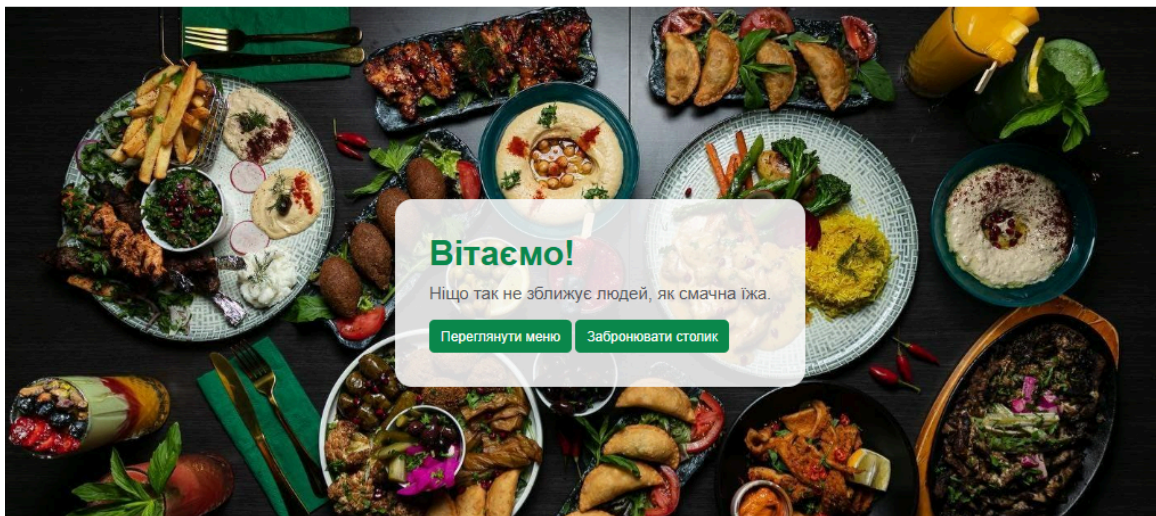 Вітаємо!
Ніщо так не зближує людей, як смачна їжа.
Переглянути меню Забронювати столик